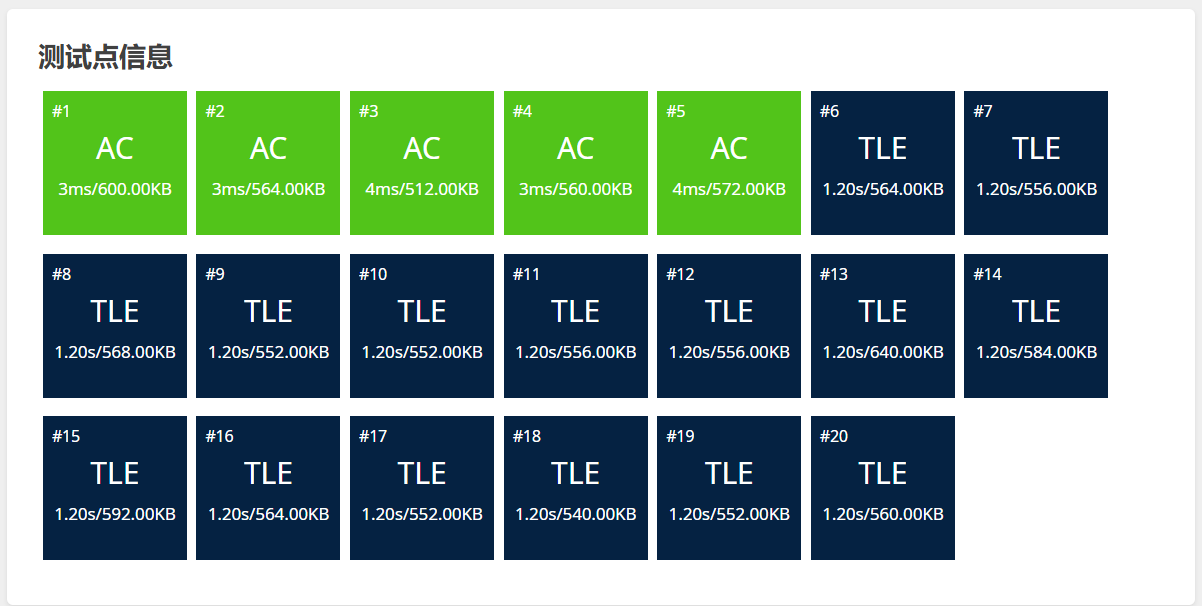 测试点信息
#1 #2 #3 #4 #5 #6 #7
AC AC AC AC AC TLE TLE
3ms/600.00KB 3ms/564.00KB 4ms/512.00KB 3ms/560.00KB 4ms/572.00KB 1.20s/564.00KB 1.20s/556.00KB
#8 #9 #10 #11 #12 #13 #14
TLE TLE TLE TLE TLE TLE TLE
1.20s/568.00KB 1.20s/552.00KB 1.20s/552.00KB 1.20s/556.00KB 1.20s/556.00KB 1.20s/640.00KB 1.20s/584.00KB
#15 #16 #17 #18 #19 #20
TLE TLE TLE TLE TLE TLE
1.20s/592.00KB 1.20s/564.00KB 1.20s/552.00KB 1.20s/540.00KB 1.20s/552.00KB 1.20s/560.00KB